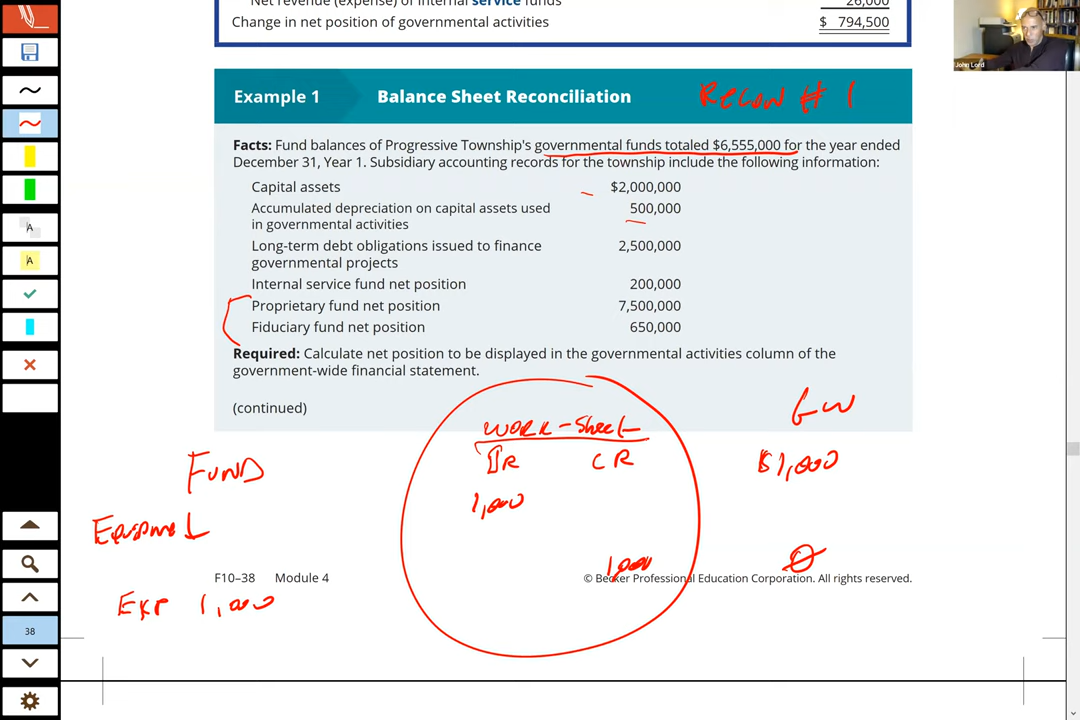 Net revenue (expense) of internal service funds 26,000
Change in net position of governmental activities $ 794,500
John Lord
Example 1 Balance Sheet Reconciliation RECON # 1
Facts: Fund balances of Progressive Township's governmental funds totaled $6,555,000 for the year ended
December 31, Year 1. Subsidiary accounting records for the township include the following information:
Capital assets $2,000,000
Accumulated depreciation on capital assets used 500,000
in governmental activities
Long-term debt obligations issued to finance 2,500,000
governmental projects
Internal service fund net position 200,000
Proprietary fund net position 7,500,000
Fiduciary fund net position 650,000
Required: Calculate net position to be displayed in the governmental activities column of the
government-wide financial statement.
(continued)
GW
WORK-Sheet
FUND DR CR $1,000
1,000
Equipment
1,000 0
F10–38 Module 4 © Becker Professional Education Corporation. All rights reserved.
EXP 1,000
A
A
38